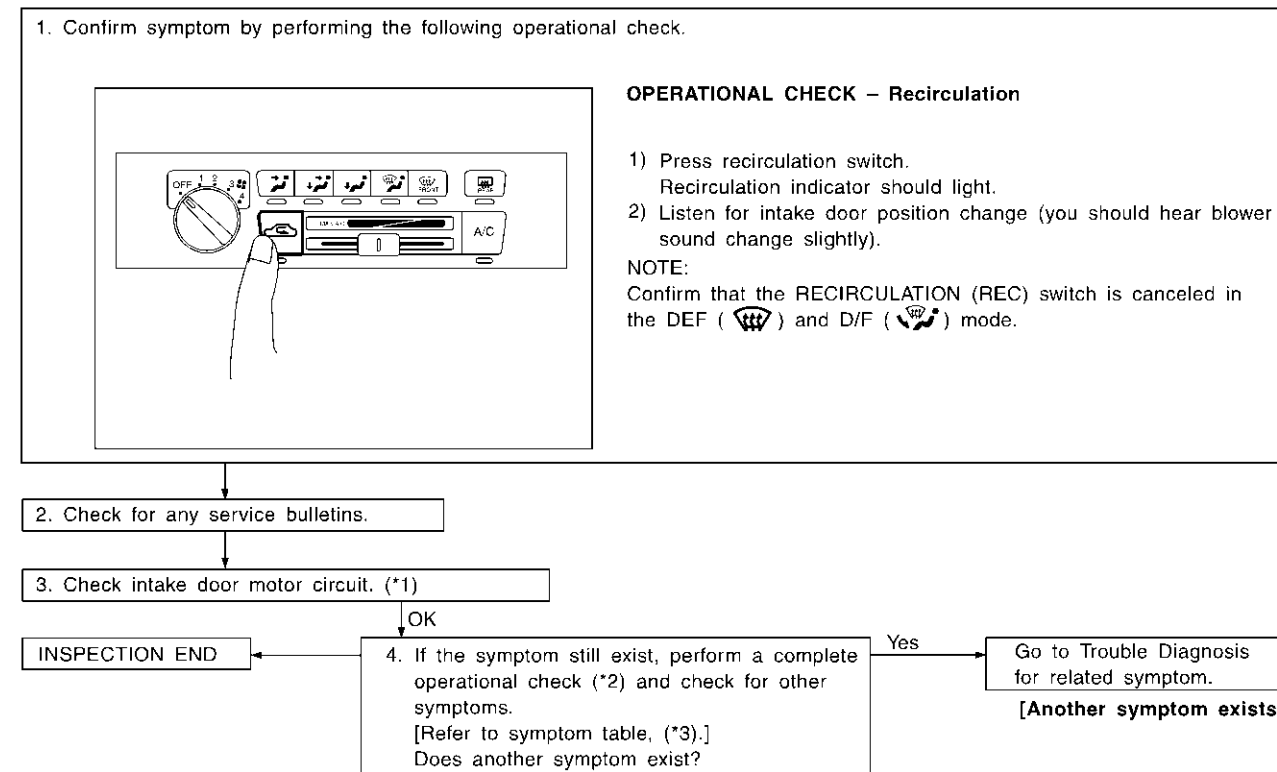 1. Confirm symptom by performing the following operational check.
OFF 1 2 3 4
FRONT
A/C
OPERATIONAL CHECK – Recirculation
1) Press recirculation switch.
Recirculation indicator should light.
2) Listen for intake door position change (you should hear blower
sound change slightly).
NOTE:
Confirm that the RECIRCULATION (REC) switch is canceled in
the DEF ( ) and D/F ( ) mode.
2. Check for any service bulletins.
3. Check intake door motor circuit. (*1)
OK
INSPECTION END
4. If the symptom still exist, perform a complete
operational check (*2) and check for other
symptoms.
[Refer to symptom table, (*3).]
Does another symptom exist?
Yes
Go to Trouble Diagnosis
for related symptom.
[Another symptom exists